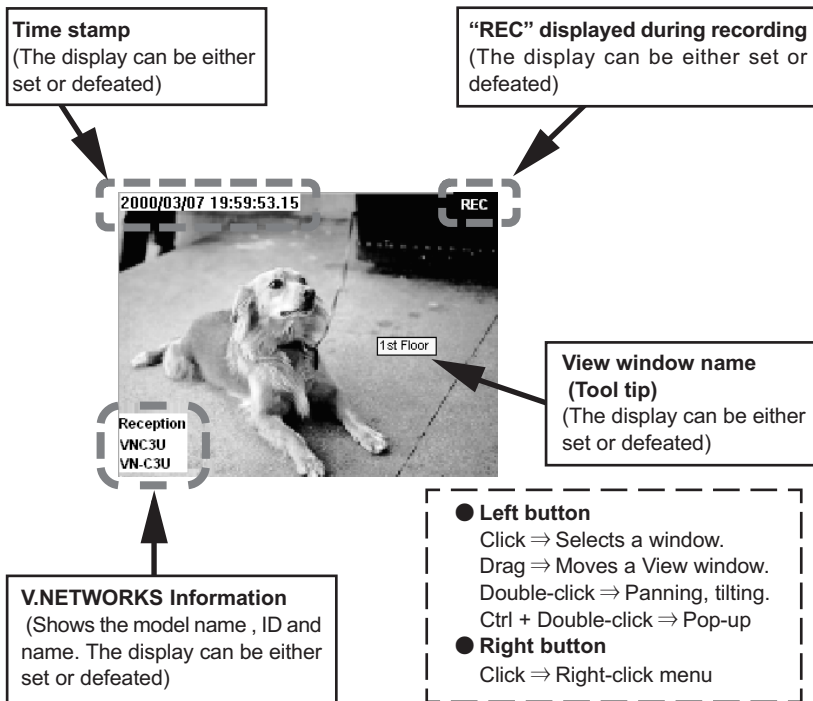 Time stamp
(The display can be either
set or defeated)
“REC” displayed during recording
(The display can be either set or
defeated)
2000/03/07 19:59:53.15
REC
1st Floor
View window name
(Tool tip)
(The display can be either
set or defeated)
Reception
VNC3U
VN-C3U
V.NETWORKS Information
(Shows the model name , ID and
name. The display can be either
set or defeated)
● Left button
Click ⇒ Selects a window.
Drag ⇒ Moves a View window.
Double-click ⇒ Panning, tilting.
Ctrl + Double-click ⇒ Pop-up
● Right button
Click ⇒ Right-click menu